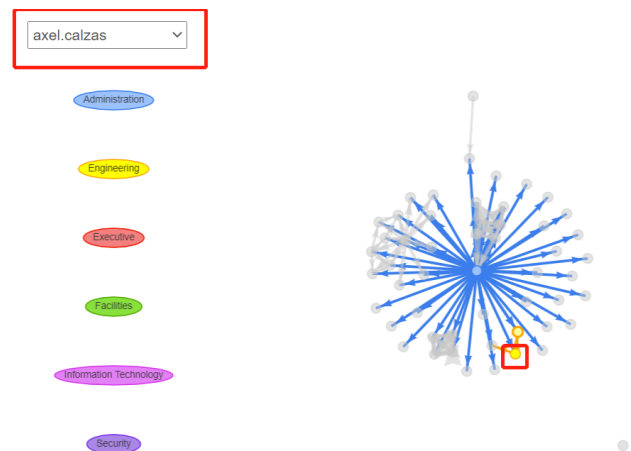 axel.calzas
Administration
Engineering
Executive
Facilities
Information Technology
Security